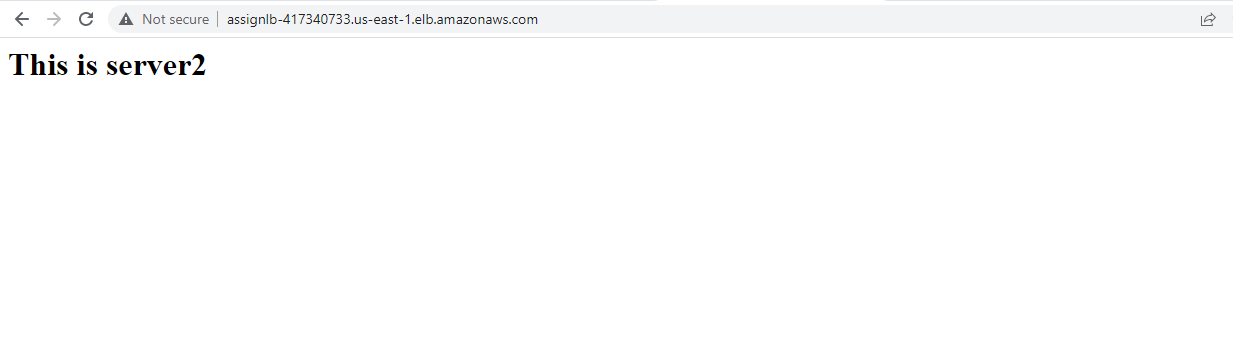 Not secure assignlb-417340733.us-east-1.elb.amazonaws.com
This is server2